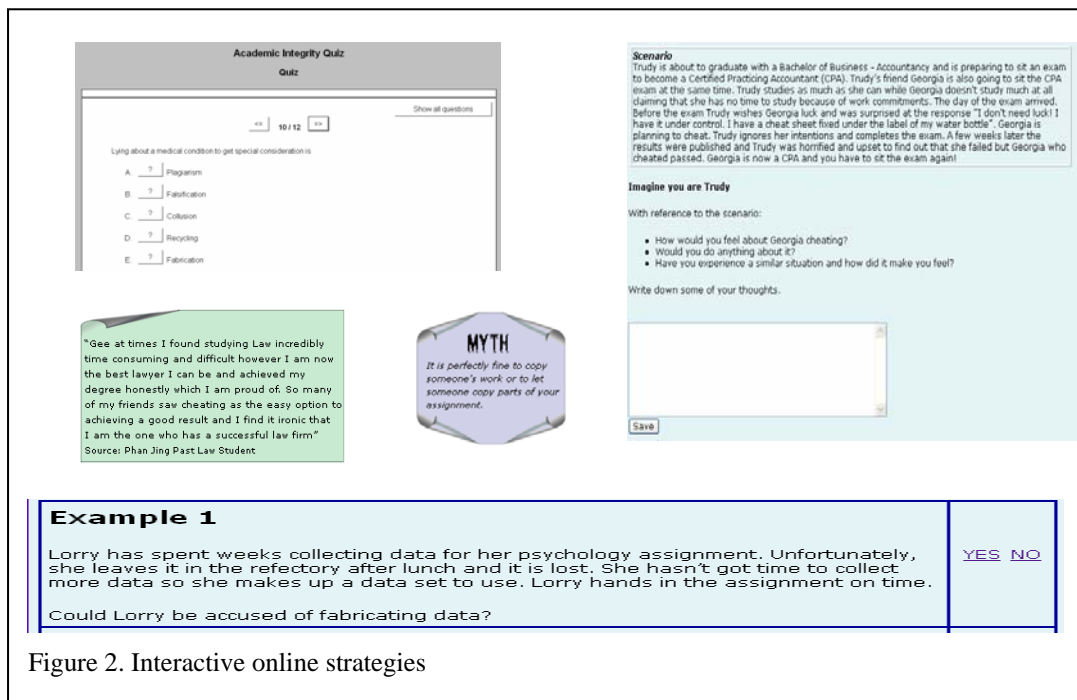 Academic Integrity Quiz
Quiz
Show all questions
<=
10 / 12
=>
Lying about a medical condition to get special consideration is
A. ? Plagiarism
B. ? Falsification
C. ? Collusion
D. ? Recycling
E. ? Fabrication
Scenario
Trudy is about to graduate with a Bachelor of Business - Accountancy and is preparing to sit an exam
to become a Certified Practicing Accountant (CPA). Trudy's friend Georgia is also going to sit the CPA
exam at the same time. Trudy studies as much as she can while Georgia doesn't study much at all
claiming that she has no time to study because of work commitments. The day of the exam arrived.
Before the exam Trudy wishes Georgia luck and was surprised at the response "I don't need luck! I
have it under control. I have a cheat sheet fixed under the label of my water bottle". Georgia is
planning to cheat. Trudy ignores her intentions and completes the exam. A few weeks later the
results were published and Trudy was horrified and upset to find out that she failed but Georgia who
cheated passed. Georgia is now a CPA and you have to sit the exam again!
Imagine you are Trudy
With reference to the scenario:
• How would you feel about Georgia cheating?
• Would you do anything about it?
• Have you experience a similar situation and how did it make you feel?
Write down some of your thoughts.
Save
"Gee at times I found studying Law incredibly
time consuming and difficult however I am now
the best lawyer I can be and achieved my
degree honestly which I am proud of. So many
of my friends saw cheating as the easy option to
achieving a good result and I find it ironic that
I am the one who has a successful law firm"
Source: Phan Jing Past Law Student
MYTH
It is perfectly fine to copy
someone's work or to let
someone copy parts of your
assignment.
Example 1
Lorry has spent weeks collecting data for her psychology assignment. Unfortunately,
she leaves it in the refectory after lunch and it is lost. She hasn't got time to collect
more data so she makes up a data set to use. Lorry hands in the assignment on time.
Could Lorry be accused of fabricating data?
YES NO
Figure 2. Interactive online strategies